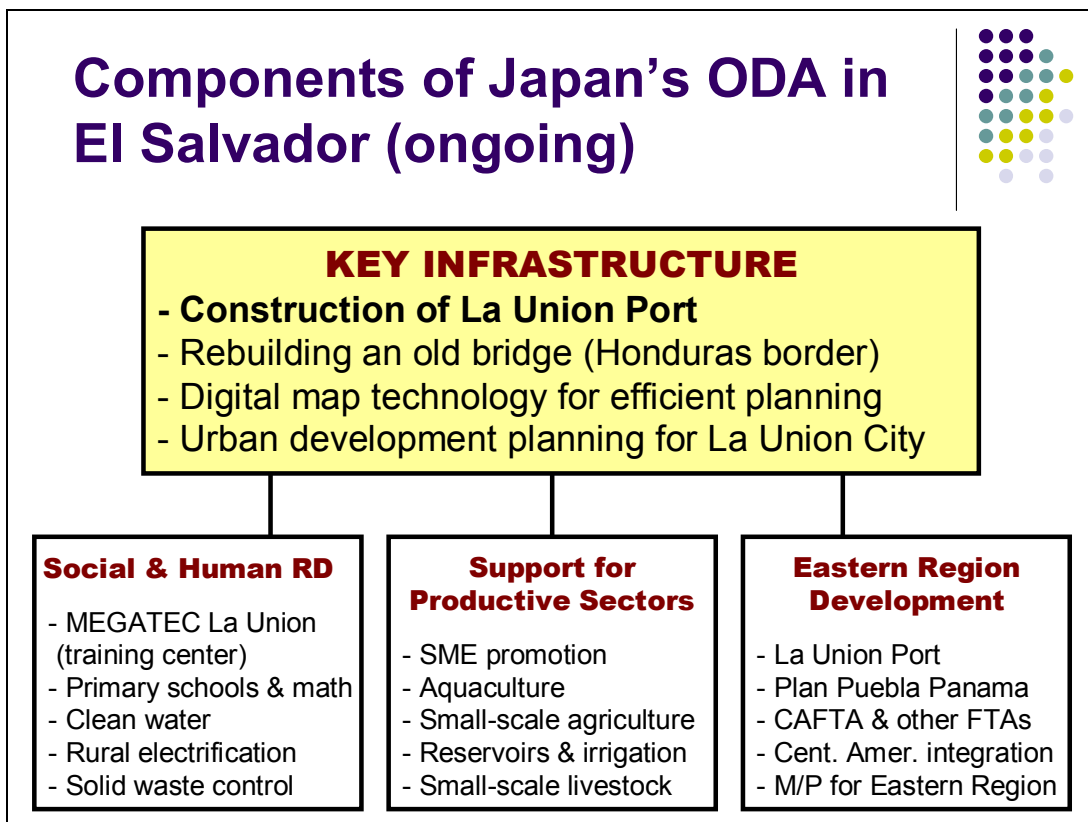 Components of Japan’s ODA in
El Salvador (ongoing)
KEY INFRASTRUCTURE
- Construction of La Union Port
- Rebuilding an old bridge (Honduras border)
- Digital map technology for efficient planning
- Urban development planning for La Union City
Social & Human RD
- MEGATEC La Union
(training center)
- Primary schools & math
- Clean water
- Rural electrification
- Solid waste control
Support for
Productive Sectors
- SME promotion
- Aquaculture
- Small-scale agriculture
- Reservoirs & irrigation
- Small-scale livestock
Eastern Region
Development
- La Union Port
- Plan Puebla Panama
- CAFTA & other FTAs
- Cent. Amer. integration
- M/P for Eastern Region